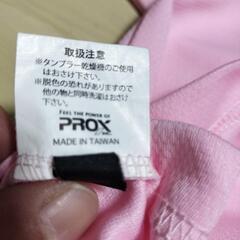 取扱注意
※タンブラー乾燥機のご使用
はおさけ下さい。
※脱色の恐れがありますので
他の物と同時洗濯はおさけ
下さい。
FEEL THE POWER OF
PROX
MADE IN TAIWAN